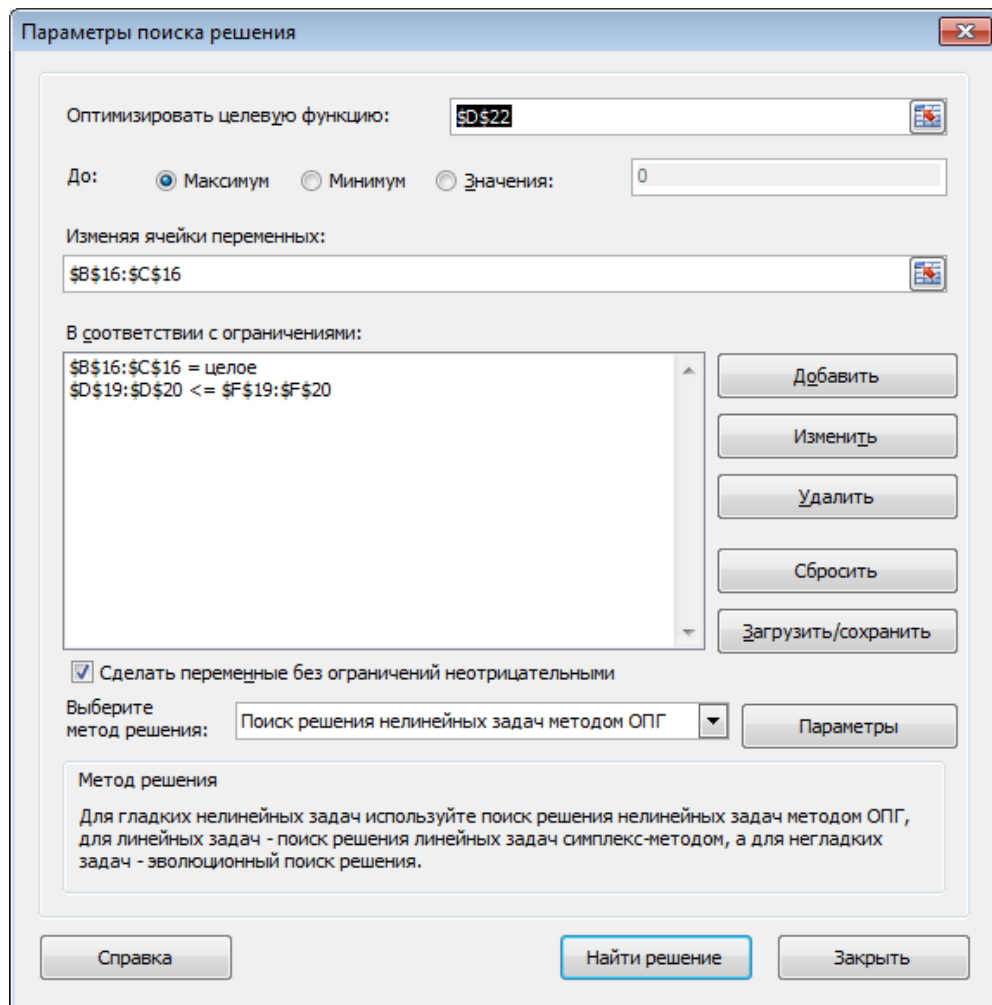 Параметры поиска решения
Оптимизировать целевую функцию: $D$22
До: Максимум Минимум Значения: 0
Изменяя ячейки переменных:
$B$16:$C$16
В соответствии с ограничениями:
$B$16:$C$16 = целое
$D$19:$D$20 <= $F$19:$F$20
Добавить
Изменить
Удалить
Сбросить
Загрузить/сохранить
Сделать переменные без ограничений неотрицательными
Выберите
метод решения:
Поиск решения нелинейных задач методом ОПГ
Параметры
Метод решения
Для гладких нелинейных задач используйте поиск решения нелинейных задач методом ОПГ,
для линейных задач - поиск решения линейных задач симплекс-методом, а для негладких
задач - эволюционный поиск решения.
Справка
Найти решение
Закрыть